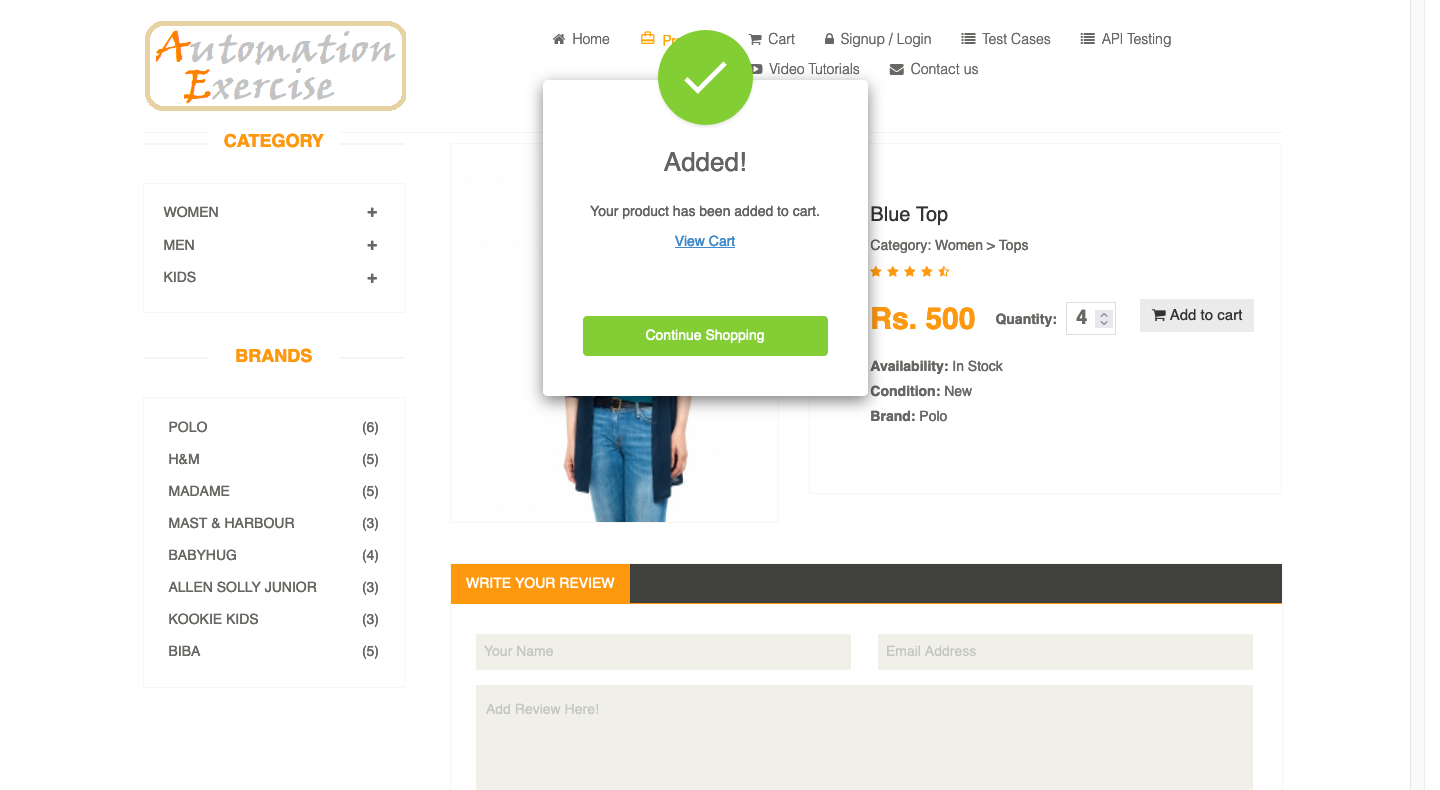 Automation
Exercise
Home
Cart
Signup / Login
Test Cases
API Testing
Video Tutorials
Contact us
CATEGORY
WOMEN
MEN
KIDS
BRANDS
POLO (6)
H&M (5)
MADAME (5)
MAST & HARBOUR (3)
BABYHUG (4)
ALLEN SOLLY JUNIOR (3)
KOOKIE KIDS (3)
BIBA (5)
Added!
Your product has been added to cart.
View Cart
Continue Shopping
Blue Top
Category: Women > Tops
Rs. 500 Quantity: 4 Add to cart
Availability: In Stock
Condition: New
Brand: Polo
WRITE YOUR REVIEW
Your Name
Email Address
Add Review Here!